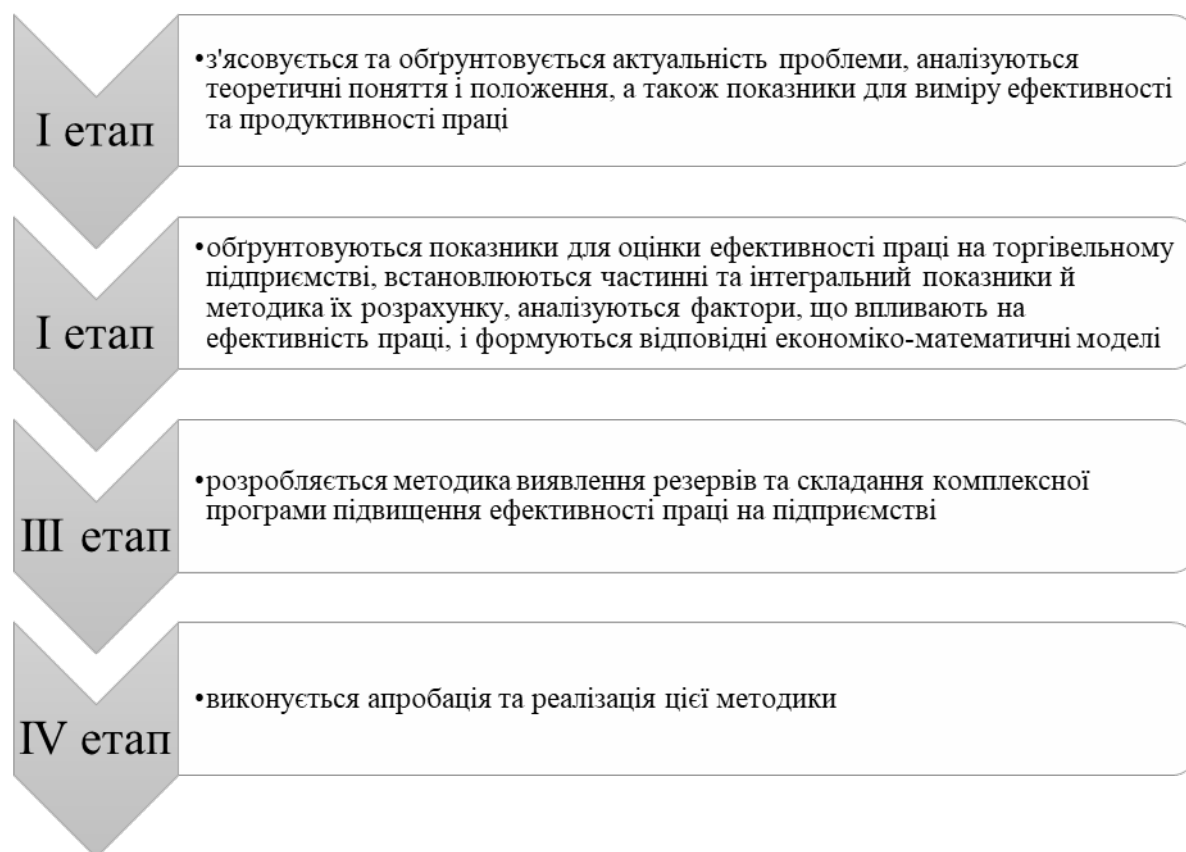 І етап
•з'ясовується та обґрунтовується актуальність проблеми, аналізуються
теоретичні поняття і положення, а також показники для виміру ефективності
та продуктивності праці
І етап
•обґрунтовуються показники для оцінки ефективності праці на торгівельному
підприємстві, встановлюються частинні та інтегральний показники й
методика їх розрахунку, аналізуються фактори, що впливають на
ефективність праці, і формуються відповідні економіко-математичні моделі
ІІІ етап
•розробляється методика виявлення резервів та складання комплексної
програми підвищення ефективності праці на підприємстві
IV етап
•виконується апробація та реалізація цієї методики